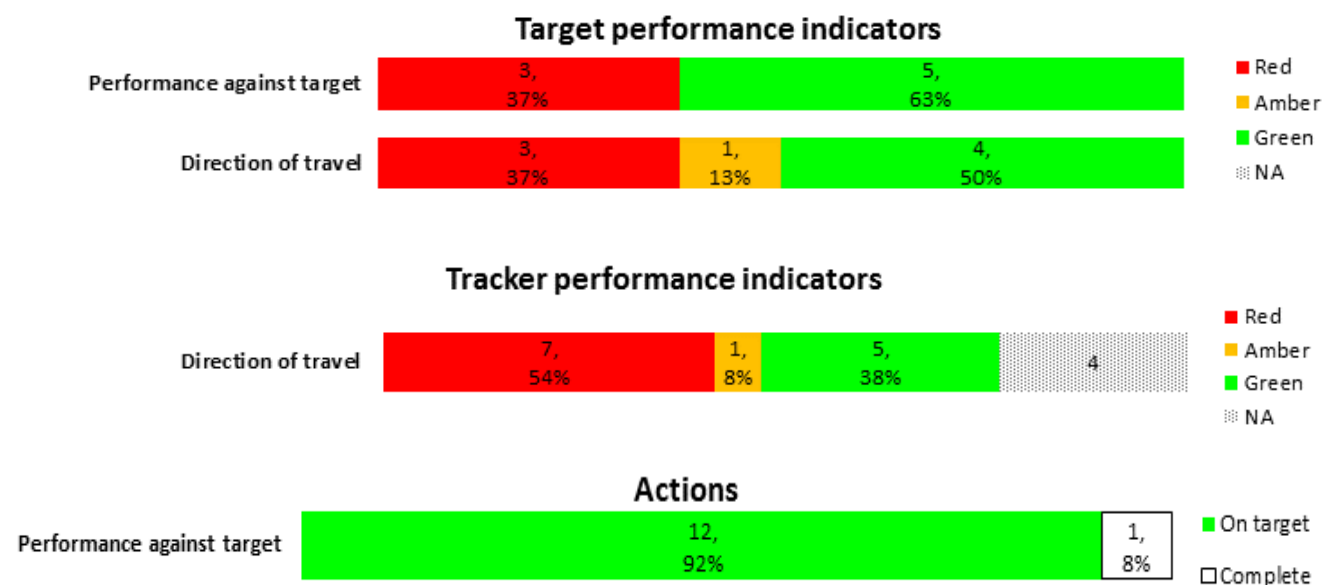 Target performance indicators
Performance against target
3,
37%
5,
63%
Red
Amber
Green
NA
Direction of travel
3,
37%
1,
13%
4,
50%
Tracker performance indicators
Direction of travel
7,
54%
1,
8%
5,
38%
4
Red
Amber
Green
NA
Actions
Performance against target
12,
92%
1,
8%
On target
Complete